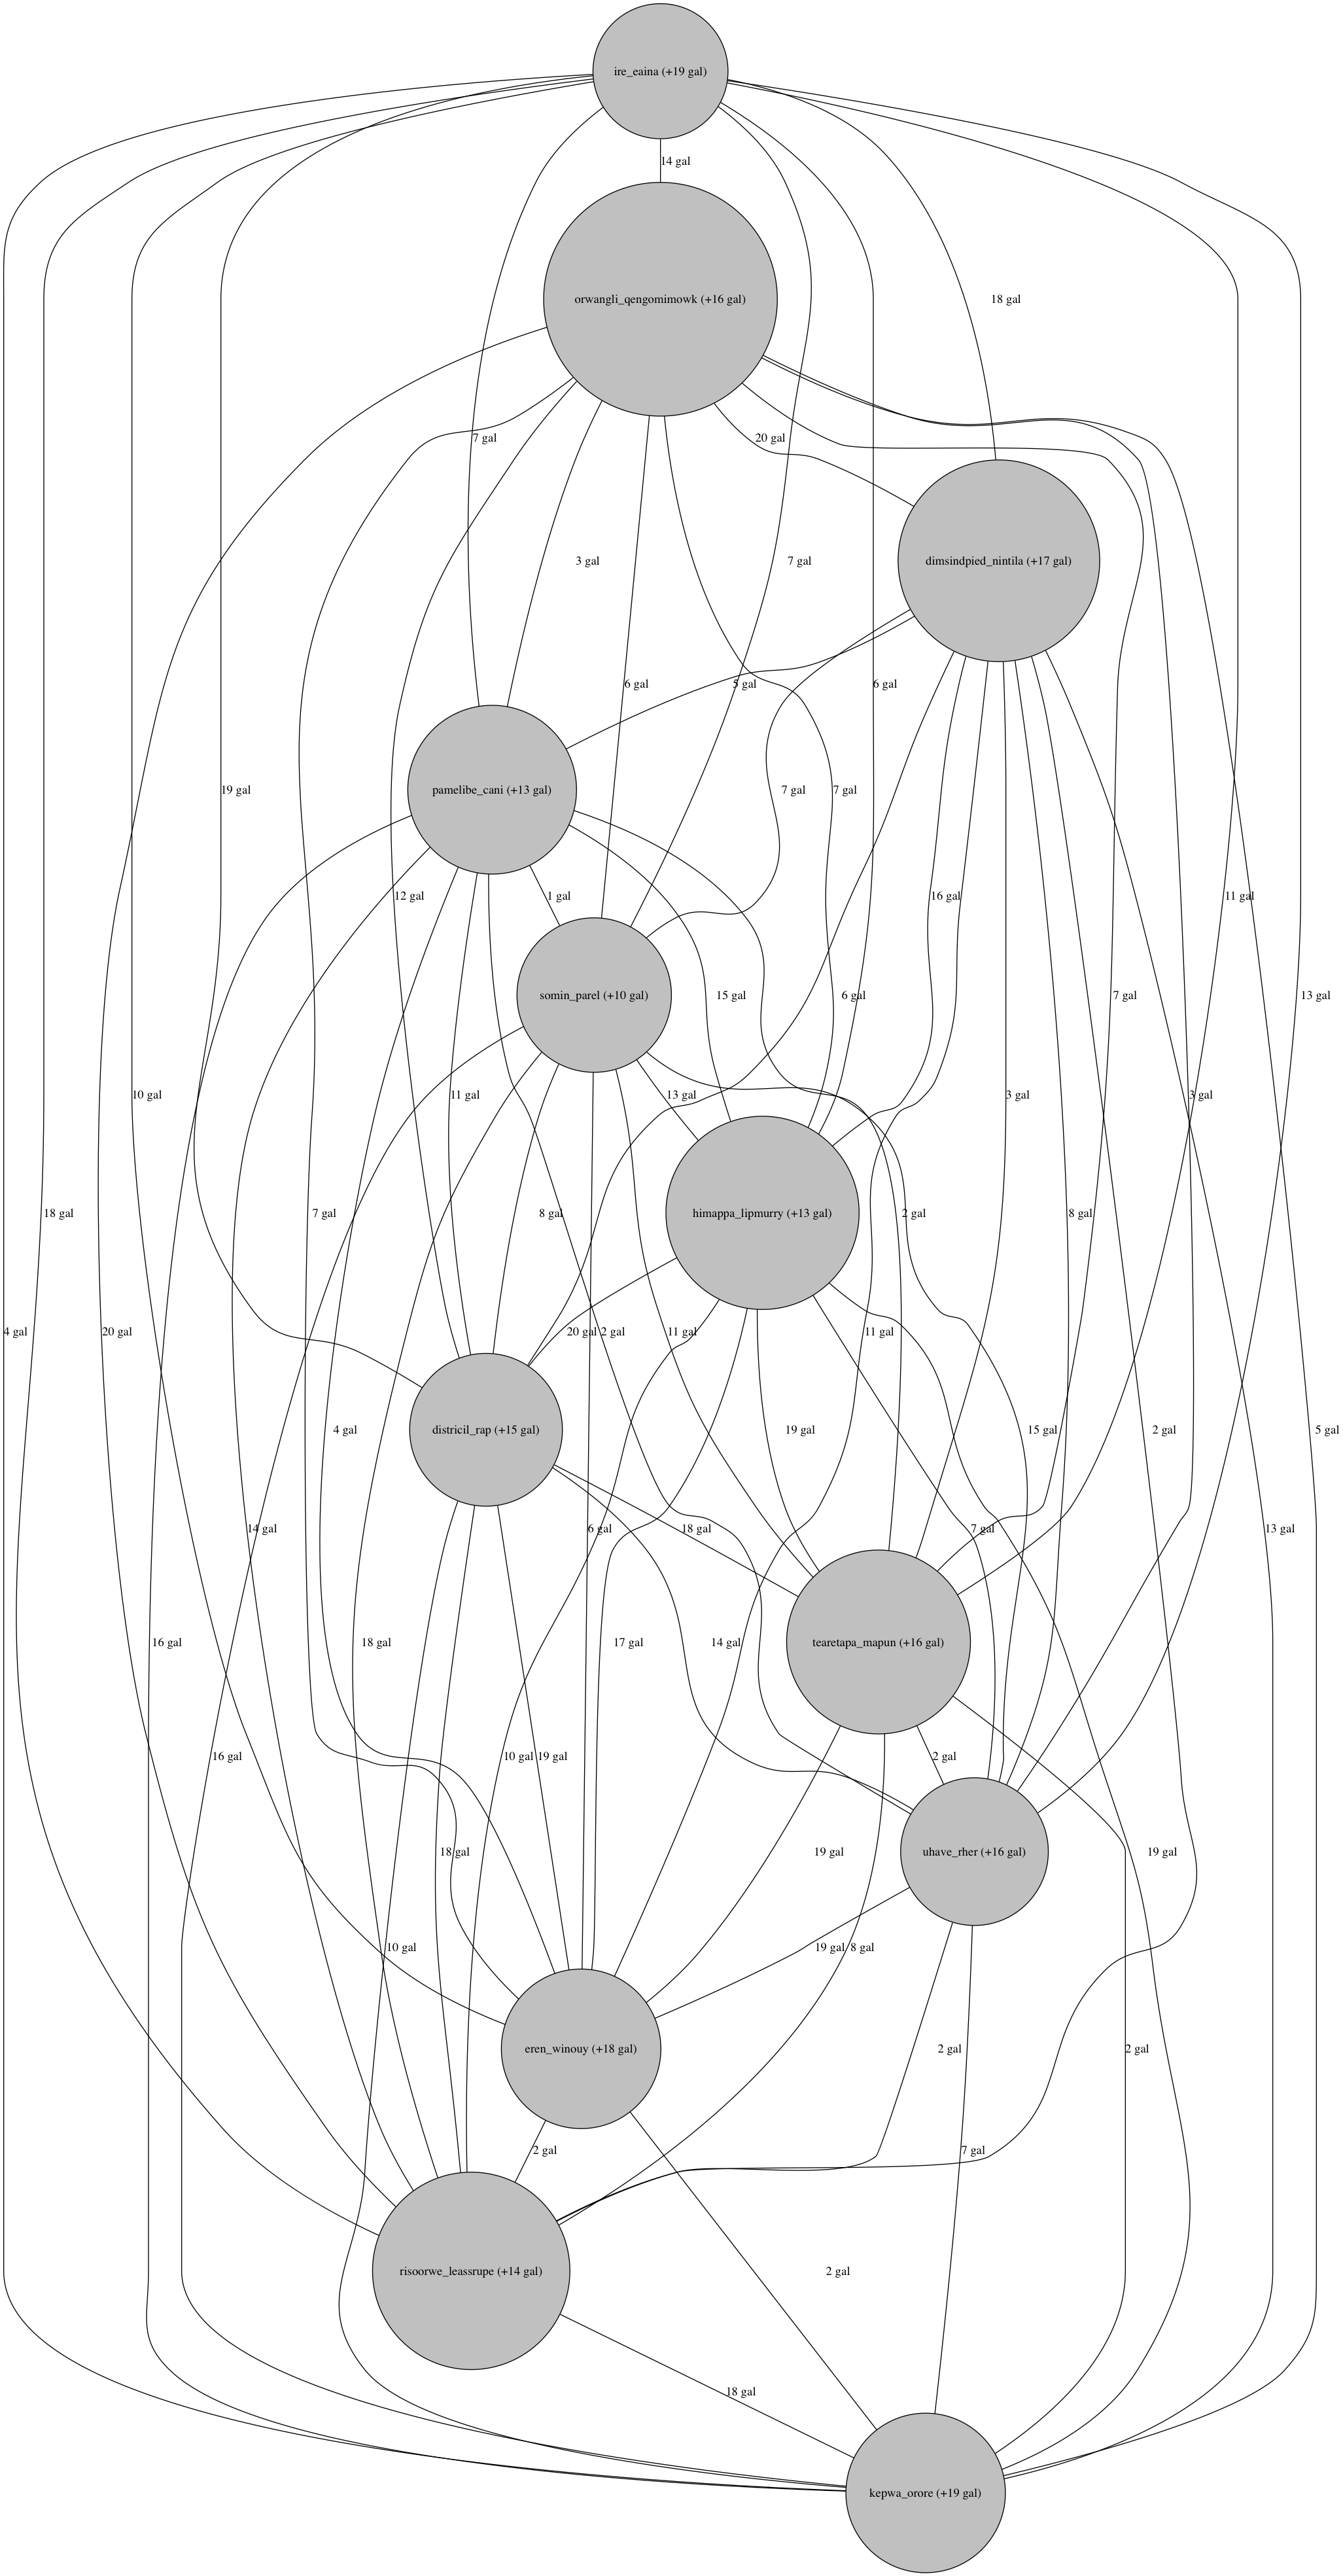 ire_eaina (+19 gal)
14 gal
orwangli_qengomimowk (+16 gal)
18 gal
7 gal
20 gal
3 gal
7 gal
dimsindpied_nintila (+17 gal)
6 gal
5 gal
6 gal
19 gal
pamelibe_cani (+13 gal)
7 gal
7 gal
12 gal
1 gal
16 gal
11 gal
somin_parel (+10 gal)
15 gal
6 gal
7 gal
13 gal
10 gal
11 gal
13 gal
3 gal
3 gal
18 gal
7 gal
8 gal
himappa_lipmurry (+13 gal)
2 gal
8 gal
4 gal
20 gal
20 gal
2 gal
11 gal
11 gal
4 gal
districil_rap (+15 gal)
19 gal
15 gal
2 gal
5 gal
14 gal
6 gal
18 gal
7 gal
13 gal
16 gal
18 gal
17 gal
14 gal
tearetapa_mapun (+16 gal)
16 gal
10 gal
19 gal
2 gal
18 gal
19 gal
uhave_rher (+16 gal)
19 gal
10 gal
19 gal
8 gal
eren_winouy (+18 gal)
2 gal
2 gal
2 gal
7 gal
risoorwe_leassrupe (+14 gal)
2 gal
18 gal
kepwa_orore (+19 gal)